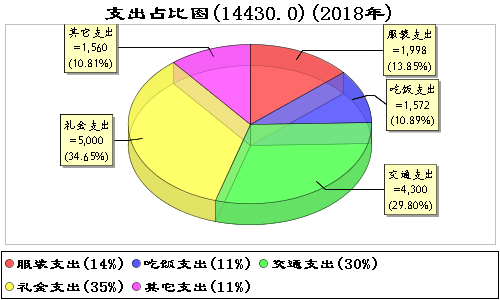 支出占比图(14430.0)(2018年)
其它支出
=1,560
(10.81%)
服装支出
=1,998
(13.85%)
吃饭支出
=1,572
(10.89%)
礼金支出
=5,000
(34.65%)
交通支出
=4,300
(29.80%)
服装支出(14%) 吃饭支出(11%) 交通支出(30%)
礼金支出(35%) 其它支出(11%)